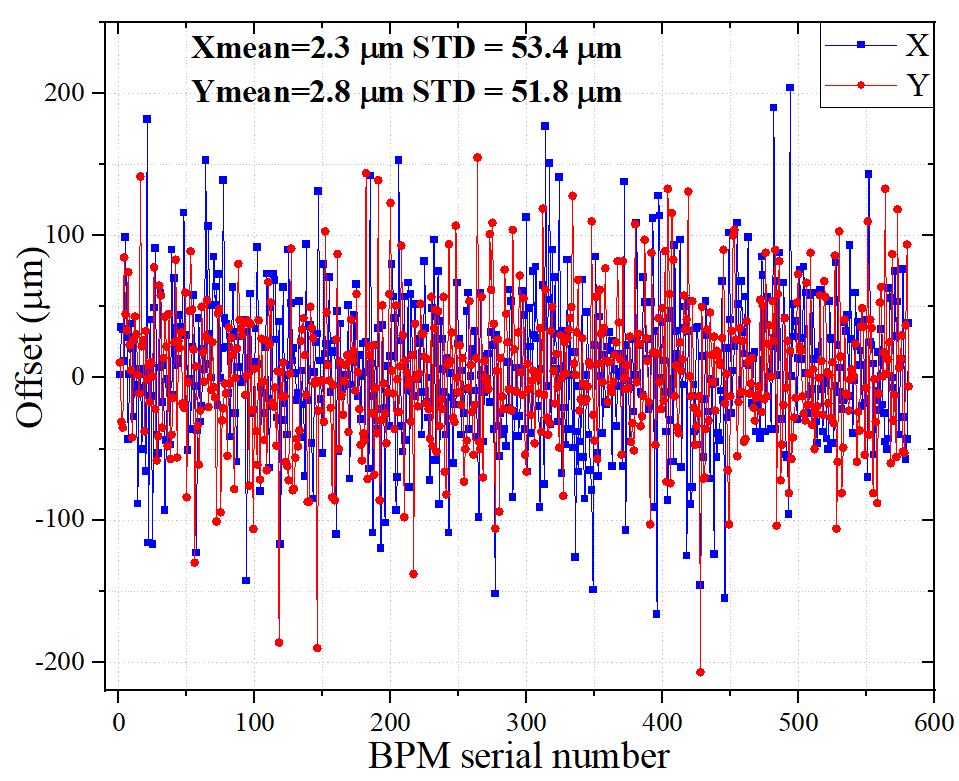 Xmean=2.3 μm STD = 53.4 μm
Ymean=2.8 μm STD = 51.8 μm
X
Y
200
100
0
-100
-200
Offset (μm)
0 100 200 300 400 500 600
BPM serial number